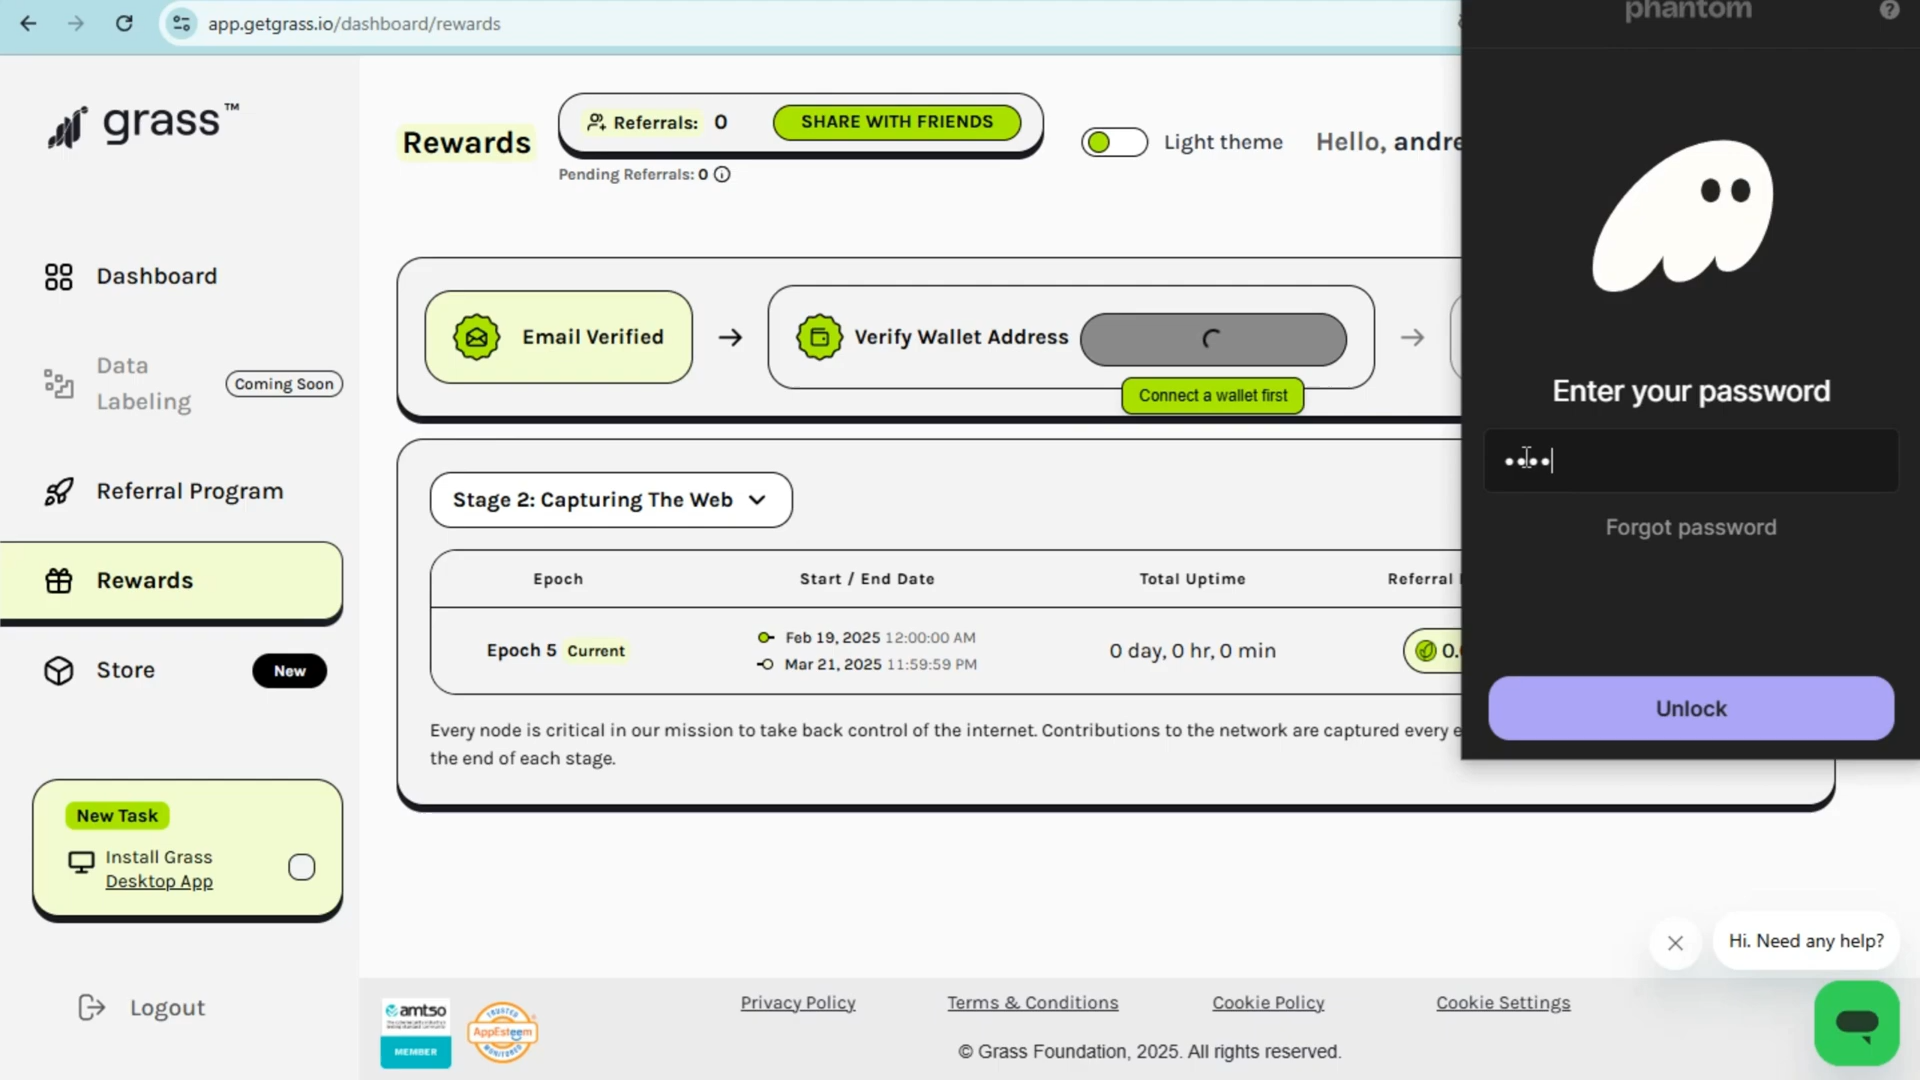 app.getgrass.io/dashboard/rewards
phantom
grass™
Rewards
Referrals: 0
SHARE WITH FRIENDS
Pending Referrals: 0
Light theme
Hello, andre
Dashboard
Data
Labeling
Coming Soon
Referral Program
Rewards
Store
New
New Task
Install Grass
Desktop App
Logout
Email Verified
Verify Wallet Address
Connect a wallet first
Stage 2: Capturing The Web
Epoch
Start / End Date
Total Uptime
Referral
Epoch 5 Current
Feb 19, 2025 12:00:00 AM
Mar 21, 2025 11:59:59 PM
0 day, 0 hr, 0 min
0.
Every node is critical in our mission to take back control of the internet. Contributions to the network are captured every e
the end of each stage.
Enter your password
Forgot password
Unlock
Hi. Need any help?
amtso
MEMBER
TRUSTED
AppEsteem
MONITORED
Privacy Policy
Terms & Conditions
Cookie Policy
Cookie Settings
© Grass Foundation, 2025. All rights reserved.